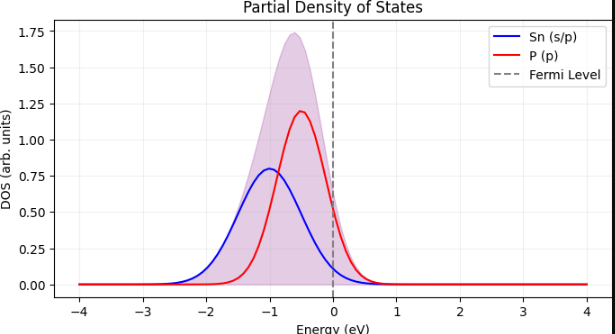 Partial Density of States
Sn (s/p)
P (p)
Fermi Level
DOS (arb. units)
1.75
1.50
1.25
1.00
0.75
0.50
0.25
0.00
−4 −3 −2 −1 0 1 2 3 4
Energy (eV)